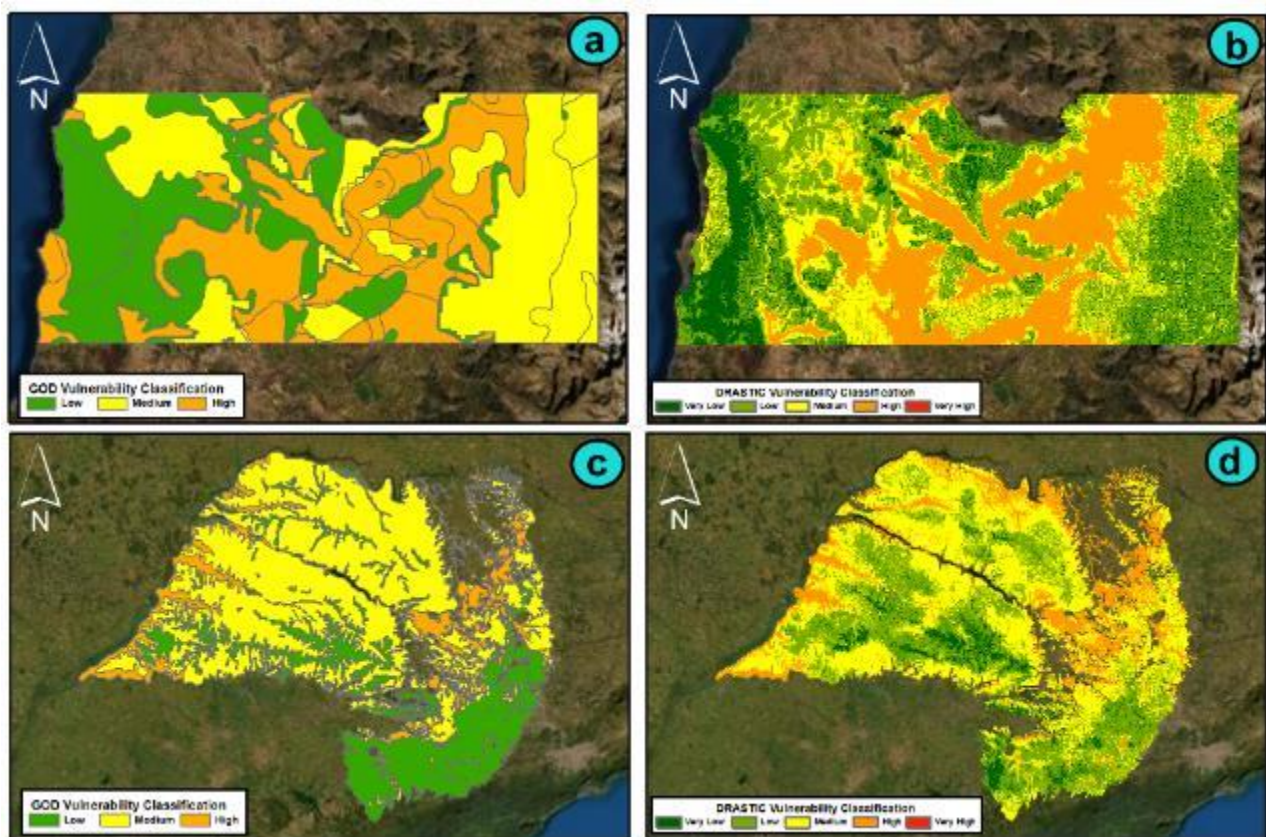 a
N
GOD Vulnerability Classification
Low Medium High
b
N
DRASTIC Vulnerability Classification
Very Low Low Medium High Very High
c
N
GOD Vulnerability Classification
Low Medium High
d
N
DRASTIC Vulnerability Classification
Very Low Low Medium High Very High